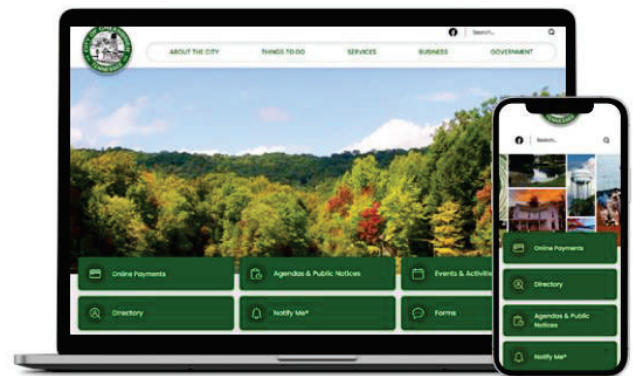 Search...
ABOUT THE CITY
THINGS TO DO
SERVICES
BUSINESS
GOVERNMENT
Online Payments
Agendas & Public Notices
Events & Activities
Directory
Notify Me®
Forms
Search...
Online Payments
Directory
Agendas & Public
Notices
Notify Me®